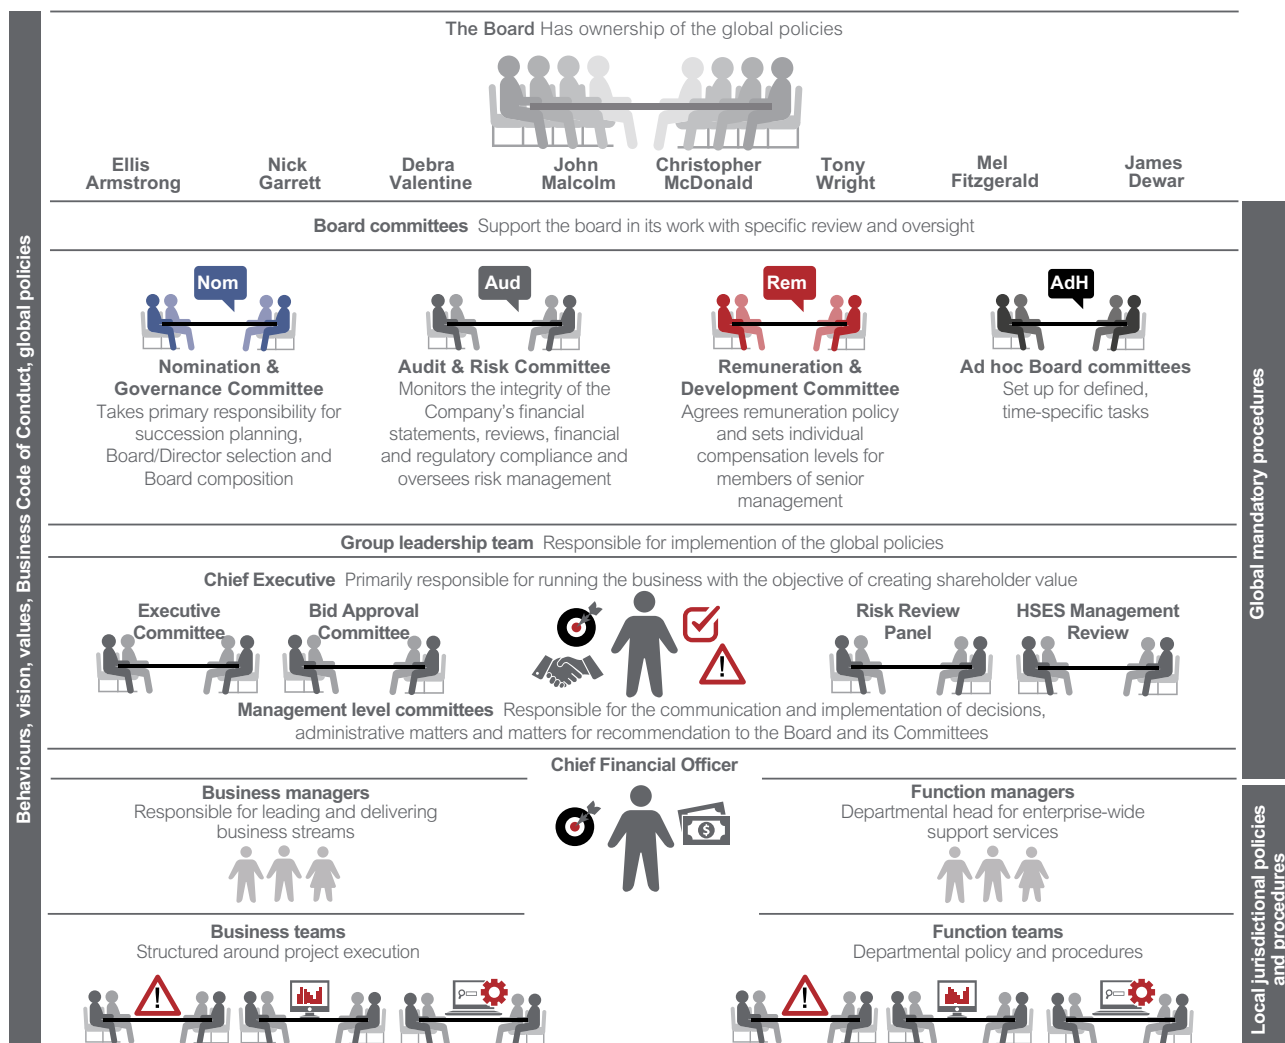 The Board Has ownership of the global policies
Ellis
Armstrong
Nick
Garrett
Debra
Valentine
John
Malcolm
Christopher
McDonald
Tony
Wright
Mel
Fitzgerald
James
Dewar
Board committees Support the board in its work with specific review and oversight
Nom
Nomination &
Governance Committee
Takes primary responsibility for
succession planning,
Board/Director selection and
Board composition
Aud
Audit & Risk Committee
Monitors the integrity of the
Company's financial
statements, reviews, financial
and regulatory compliance and
oversees risk management
Rem
Remuneration &
Development Committee
Agrees remuneration policy
and sets individual
compensation levels for
members of senior
management
AdH
Ad hoc Board committees
Set up for defined,
time-specific tasks
Group leadership team Responsible for implemention of the global policies
Chief Executive Primarily responsible for running the business with the objective of creating shareholder value
Executive
Committee
Bid Approval
Committee
!
Risk Review
Panel
HSES Management
Review
Management level committees Responsible for the communication and implementation of decisions,
administrative matters and matters for recommendation to the Board and its Committees
Chief Financial Officer
$
Business managers
Responsible for leading and delivering
business streams
Function managers
Departmental head for enterprise-wide
support services
Business teams
Structured around project execution
!
Function teams
Departmental policy and procedures
!
Behaviours, vision, values, Business Code of Conduct, global policies
Global mandatory procedures
Local jurisdictional policies
and procedures